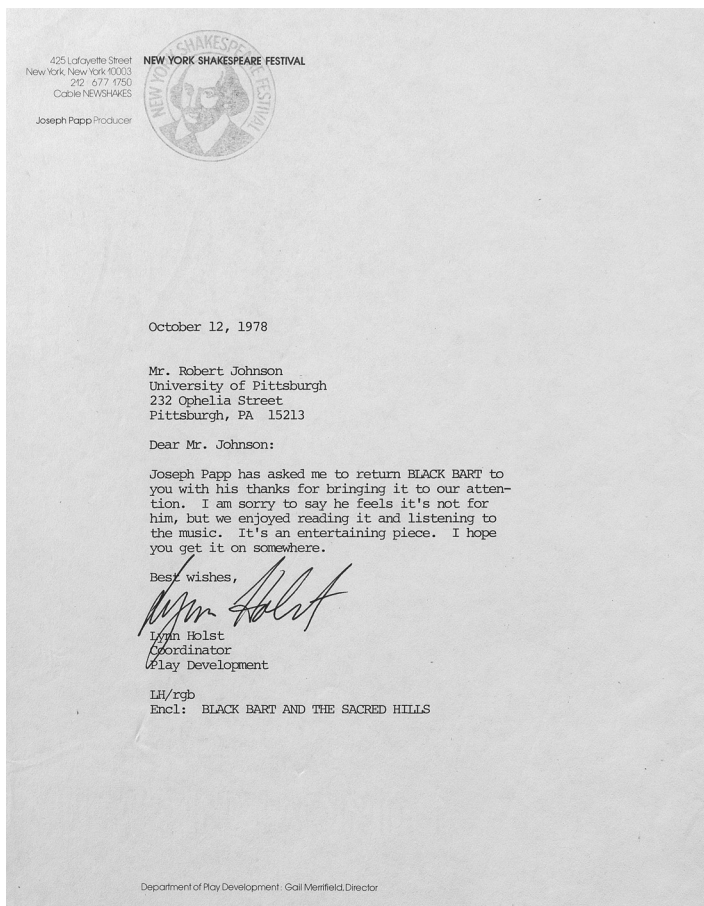 425 Lafayette Street
New York, New York 10003
212 677 1750
Cable NEWSHAKES
Joseph Papp Producer
NEW YORK SHAKESPEARE FESTIVAL
NEW YORK SHAKESPEARE FESTIVAL
October 12, 1978
Mr. Robert Johnson
University of Pittsburgh
232 Ophelia Street
Pittsburgh, PA 15213
Dear Mr. Johnson:
Joseph Papp has asked me to return BLACK BART to
you with his thanks for bringing it to our atten-
tion. I am sorry to say he feels it's not for
him, but we enjoyed reading it and listening to
the music. It's an entertaining piece. I hope
you get it on somewhere.
Best wishes,
Lynn Holst
Lynn Holst
Coordinator
Play Development
LH/rgb
Encl: BLACK BART AND THE SACRED HILLS
Department of Play Development: Gail Merrifield, Director